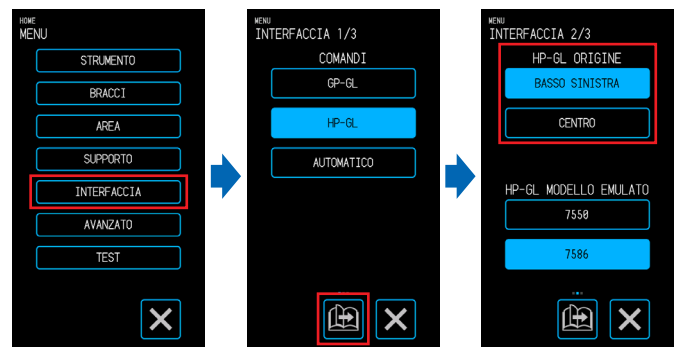 HOME
MENU
STRUMENTO
BRACCI
AREA
SUPPORTO
INTERFACCIA
AVANZATO
TEST
MENU
INTERFACCIA 1/3
COMANDI
GP-GL
HP-GL
AUTOMATICO
MENU
INTERFACCIA 2/3
HP-GL ORIGINE
BASSO SINISTRA
CENTRO
HP-GL MODELLO EMULATO
7550
7586